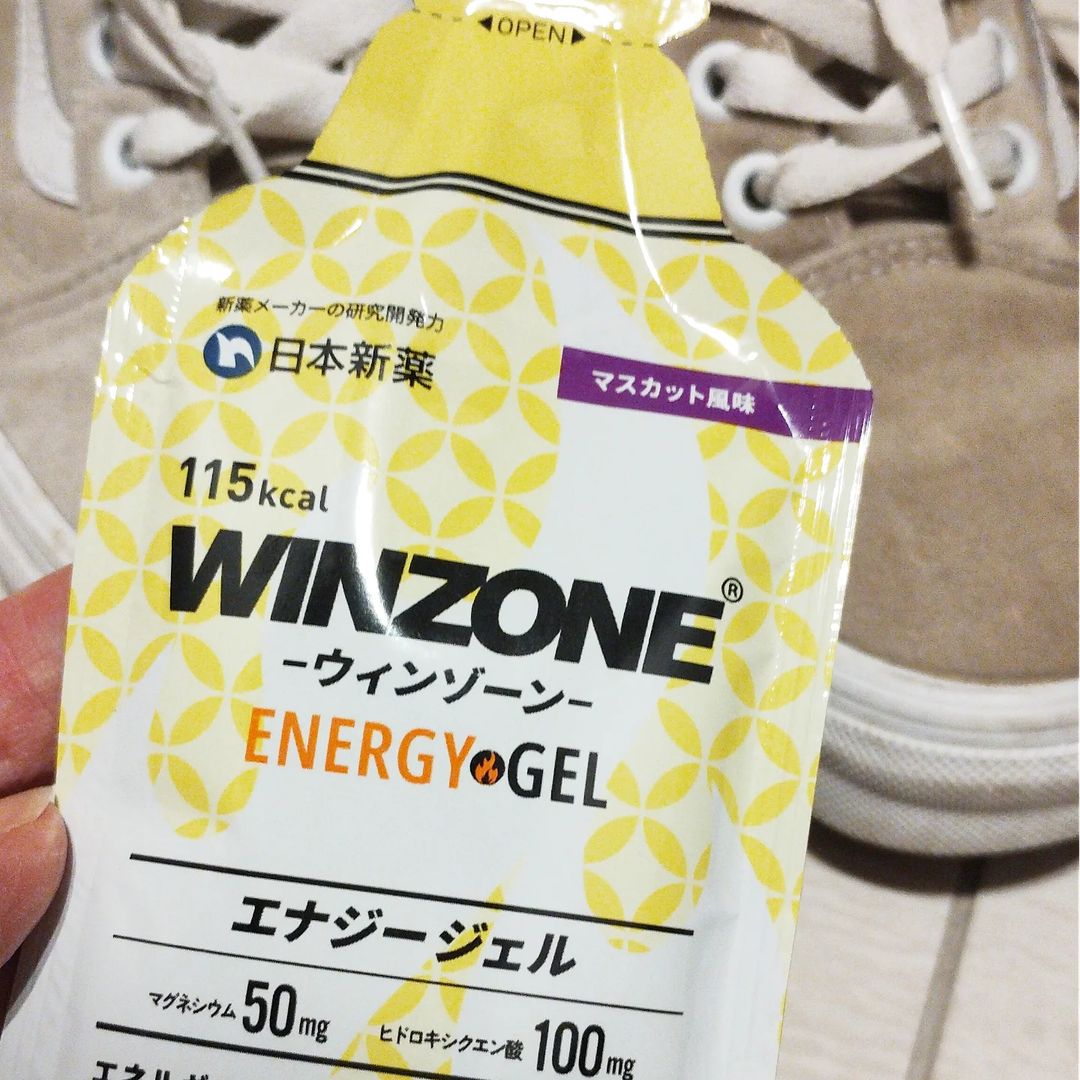 ◀OPEN▶
新薬メーカーの研究開発力
日本新薬
マスカット風味
115kcal
WINZONE®
-ウィンゾーン-
ENERGY GEL
エナジージェル
マグネシウム 50mg ヒドロキシクエン酸 100mg